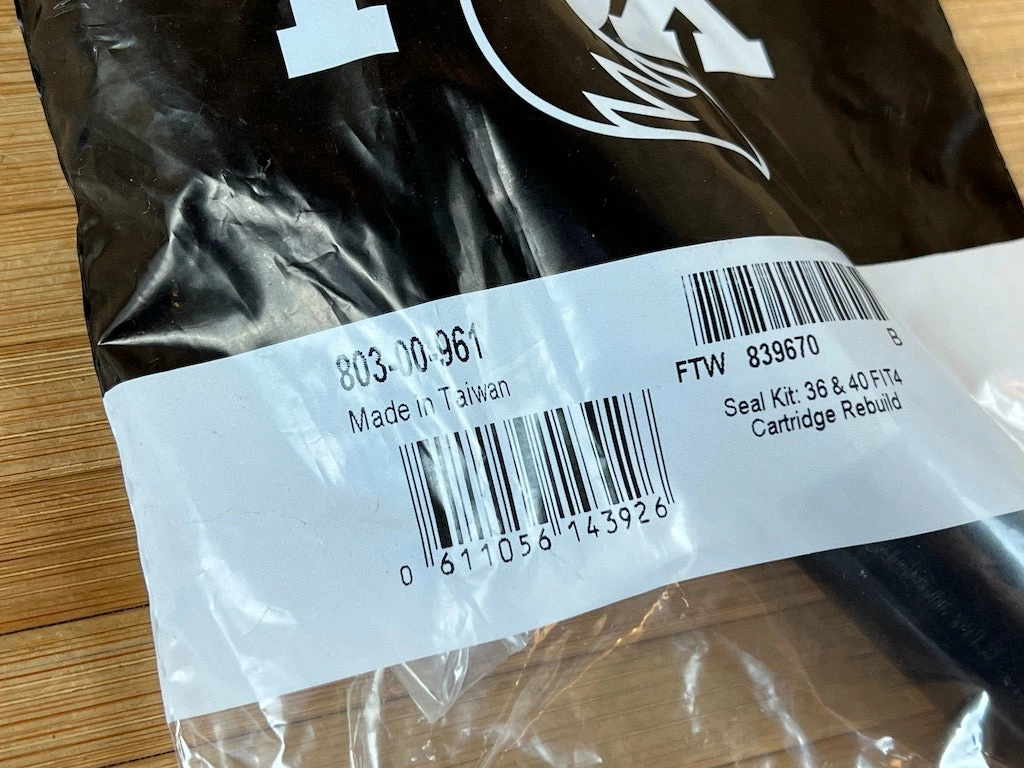 803-00-961
Made in Taiwan
0 611056 143926
FTW 839670 B
Seal Kit: 36 & 40 FIT4
Cartridge Rebuild